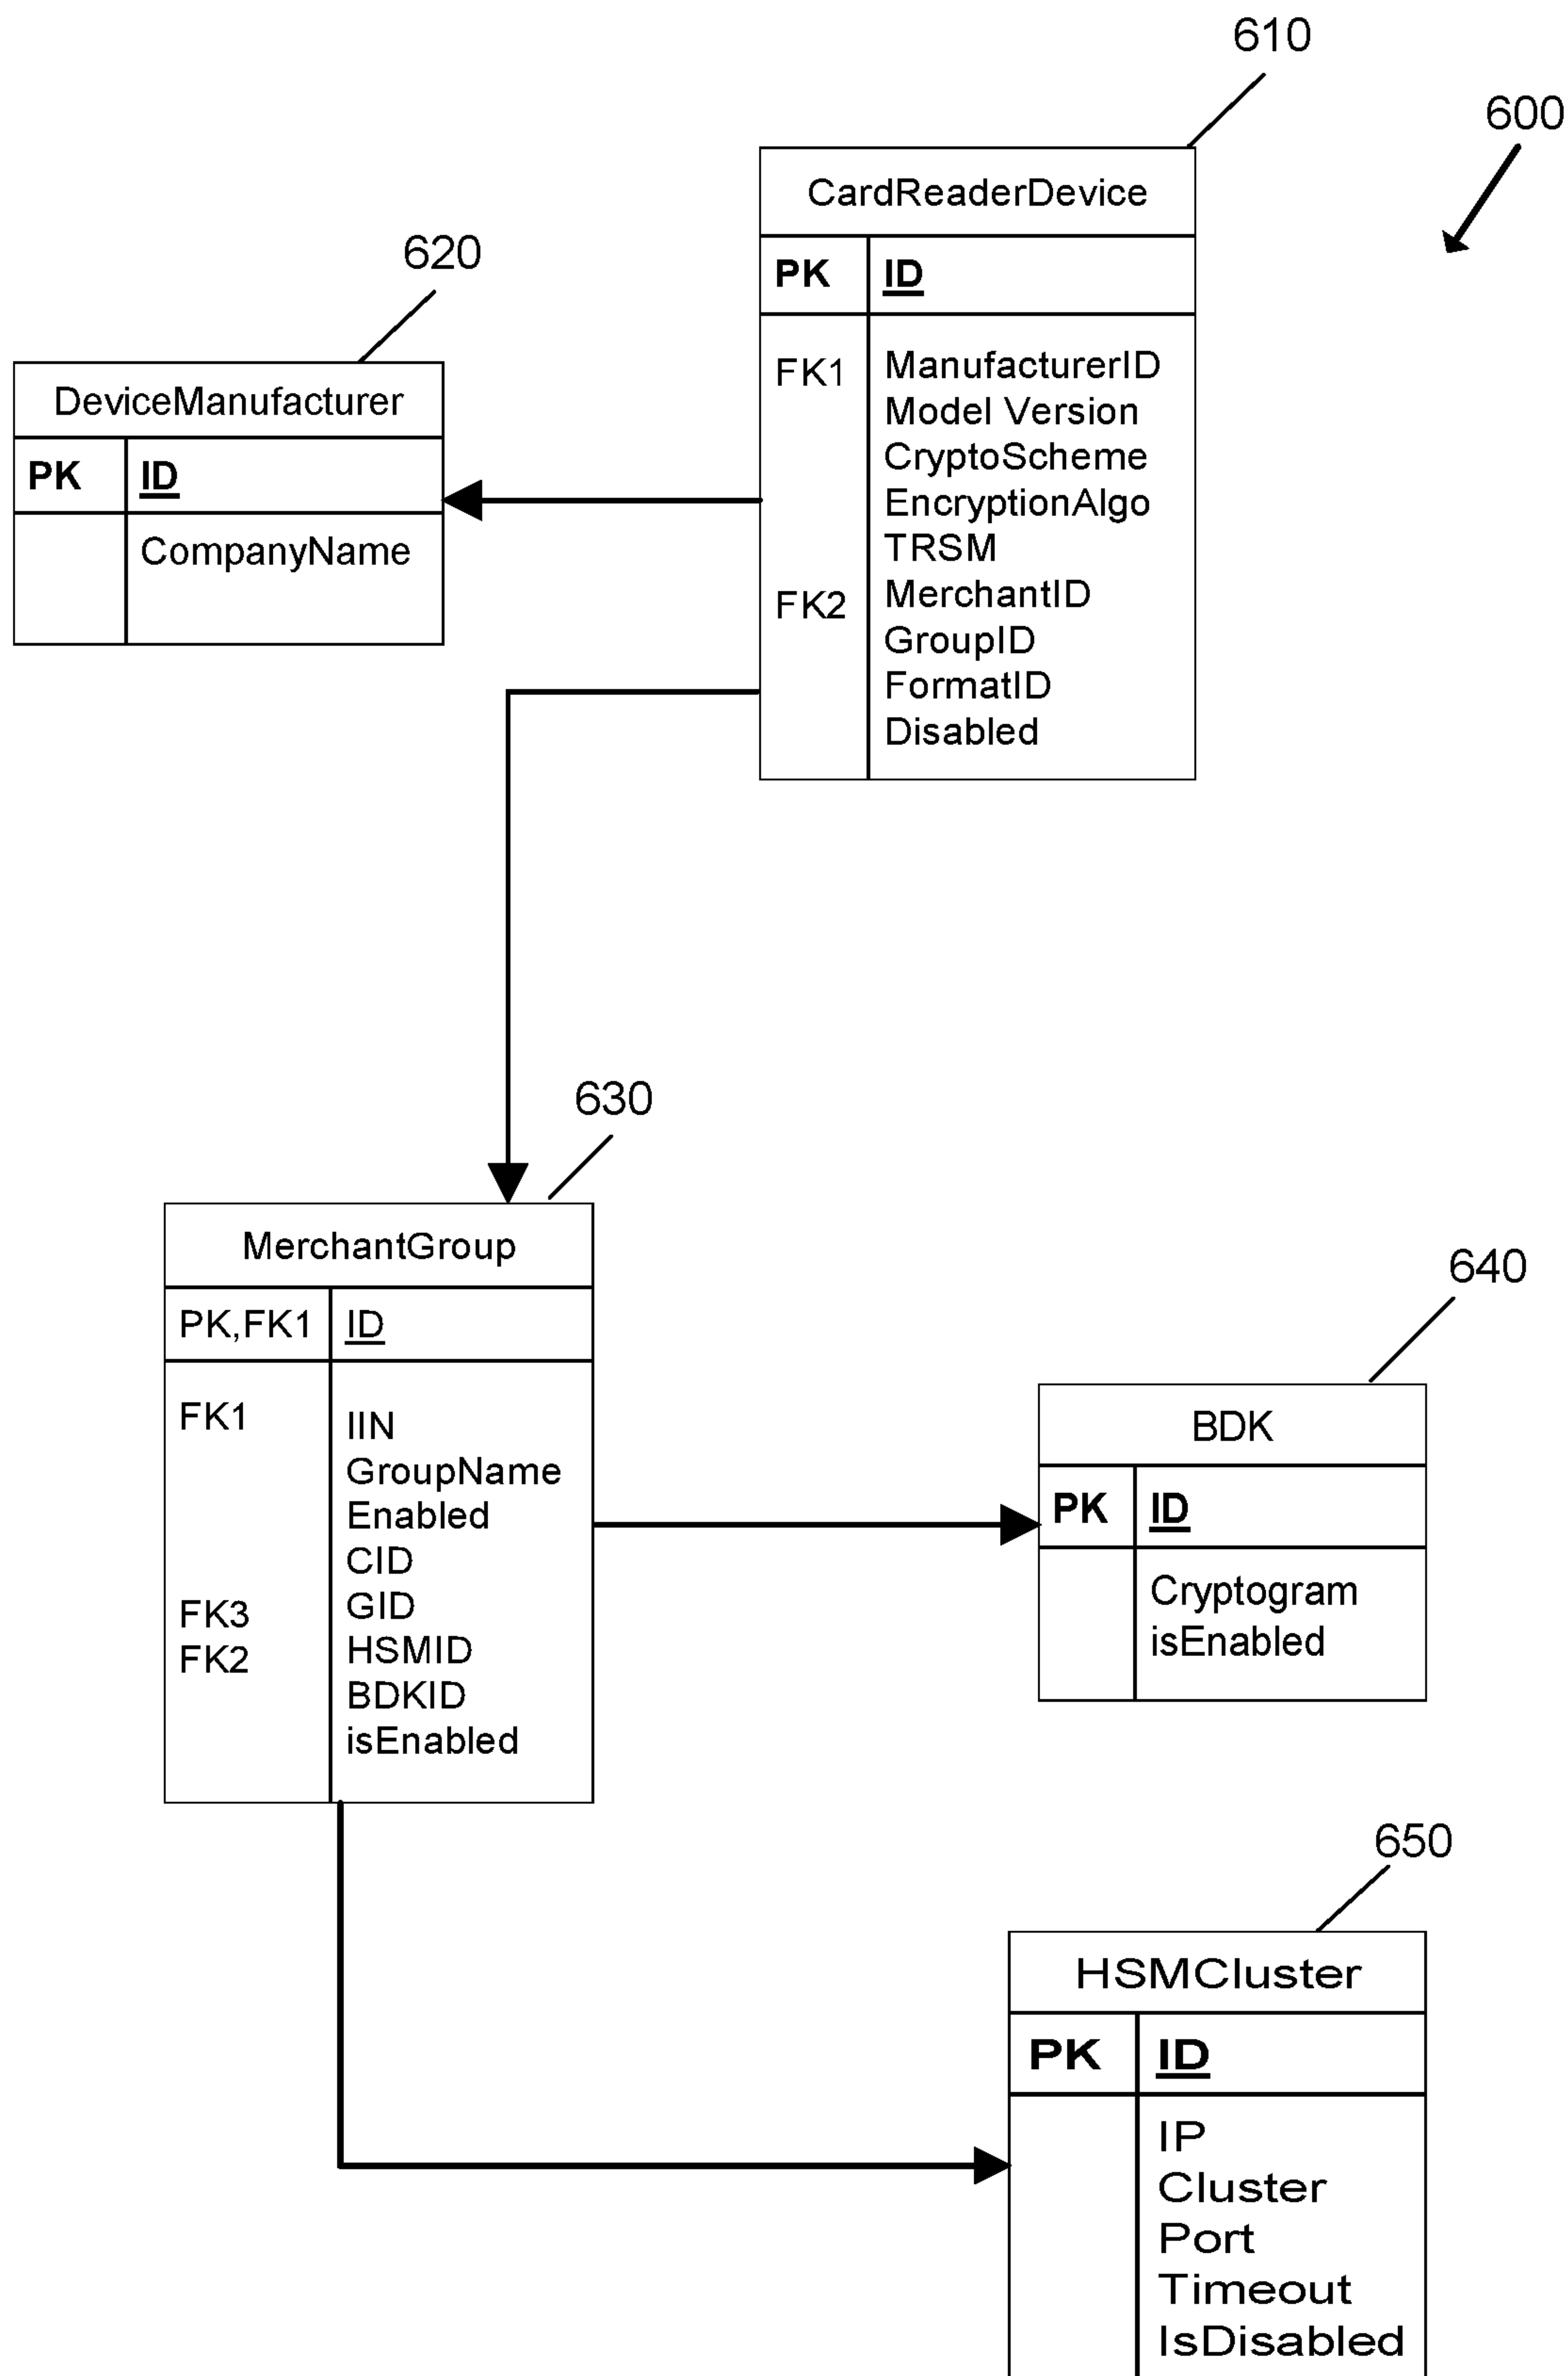 610
600
CardReaderDevice
PK ID
FK1 ManufacturerID
Model Version
CryptoScheme
EncryptionAlgo
TRSM
FK2 MerchantID
GroupID
FormatID
Disabled
620
DeviceManufacturer
PK ID
CompanyName
630
MerchantGroup
PK,FK1 ID
FK1 IIN
GroupName
Enabled
CID
FK3 GID
FK2 HSMID
BDKID
isEnabled
640
BDK
PK ID
Cryptogram
isEnabled
650
HSMCluster
PK ID
IP
Cluster
Port
Timeout
IsDisabled